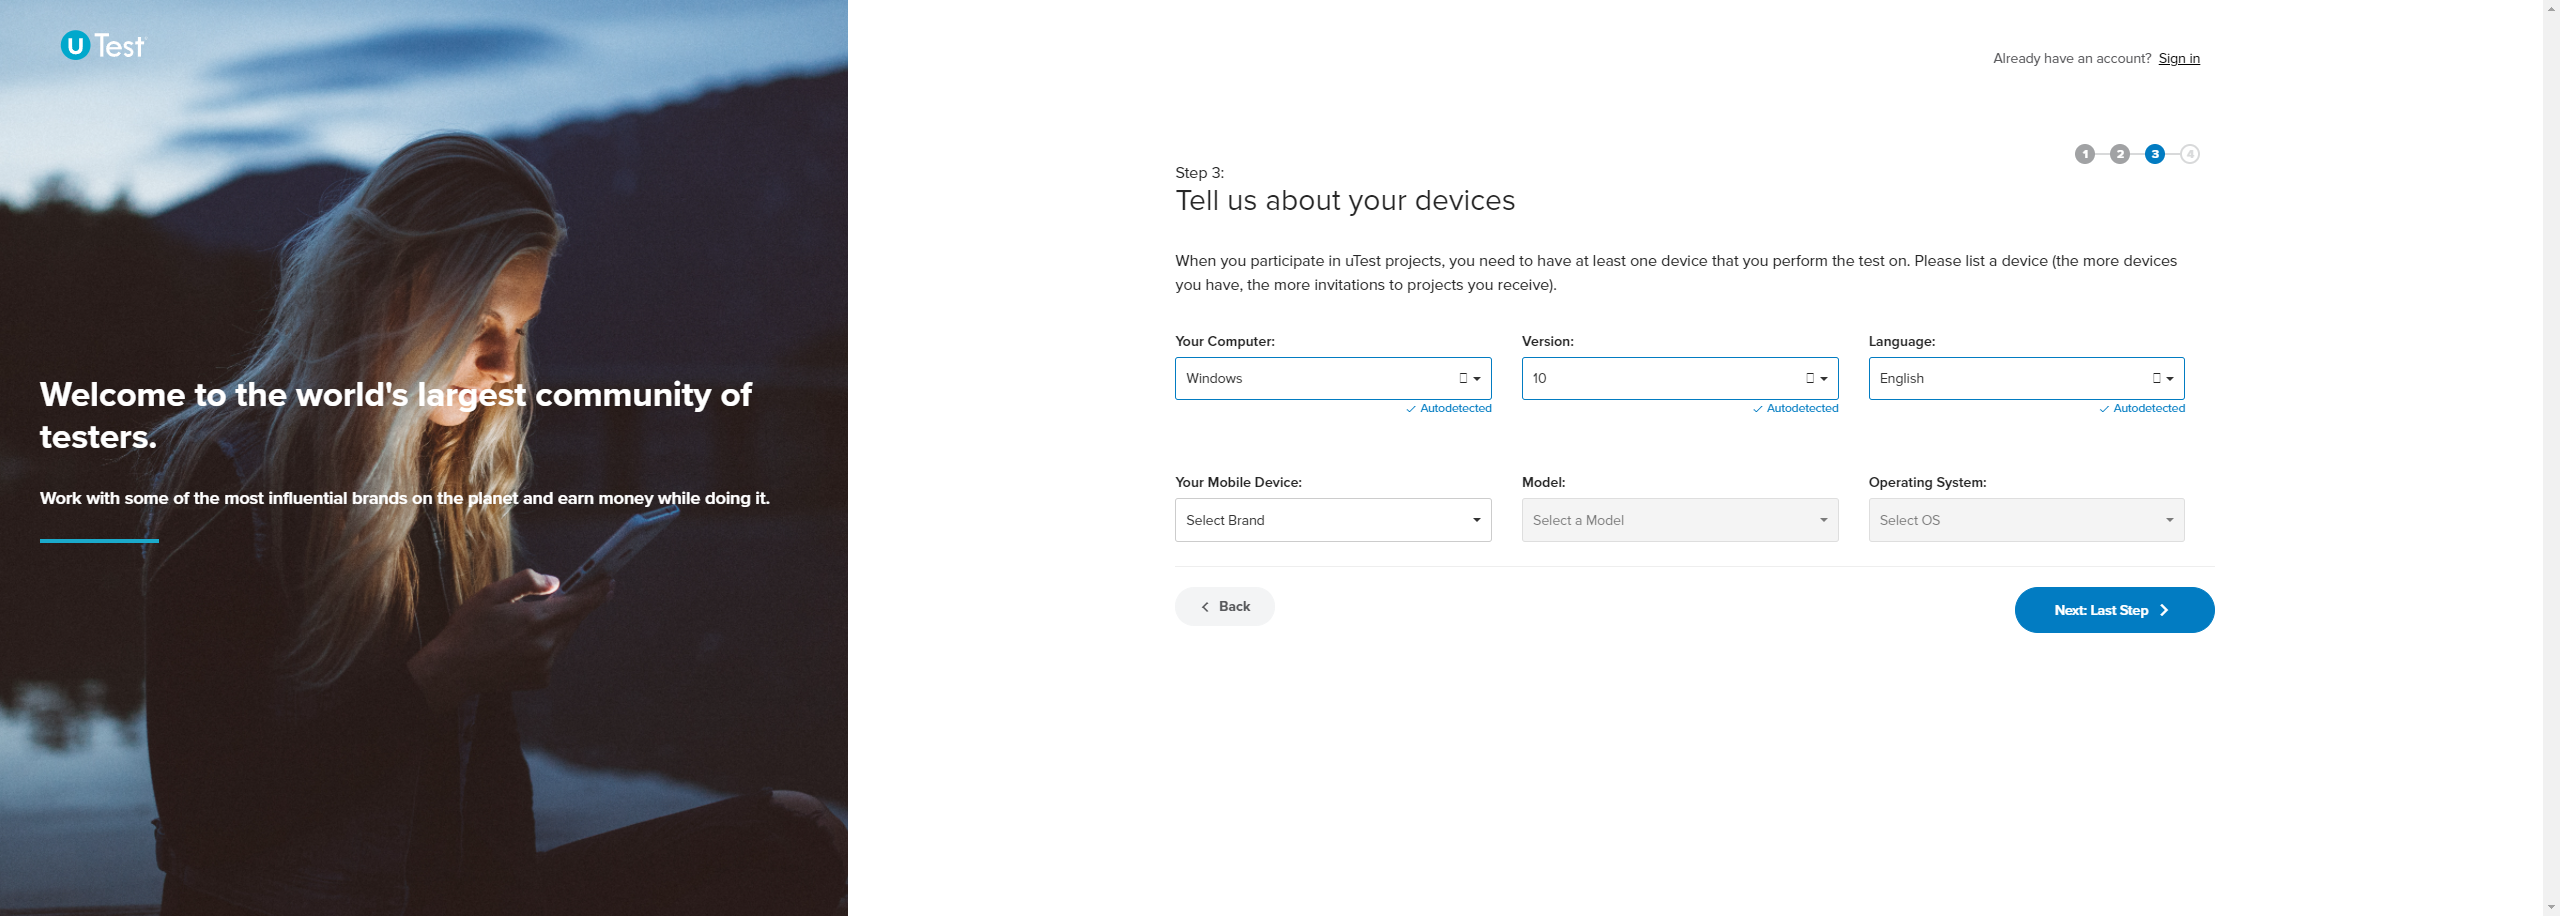 uTest
Welcome to the world's largest community of
testers.
Work with some of the most influential brands on the planet and earn money while doing it.
Already have an account? Sign in
1 2 3 4
Step 3:
Tell us about your devices
When you participate in uTest projects, you need to have at least one device that you perform the test on. Please list a device (the more devices
you have, the more invitations to projects you receive).
Your Computer: Version: Language:
Windows 10 English
Autodetected Autodetected Autodetected
Your Mobile Device: Model: Operating System:
Select Brand Select a Model Select OS
Back Next: Last Step